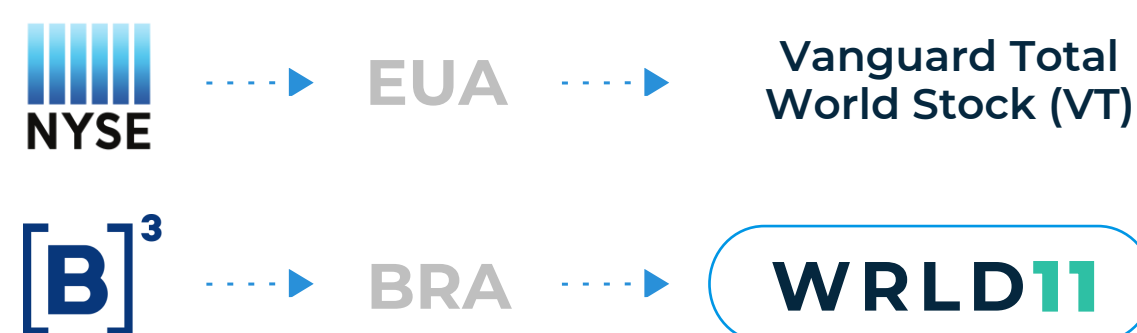 NYSE
EUA
Vanguard Total
World Stock (VT)
[B]³
BRA
WRLD11